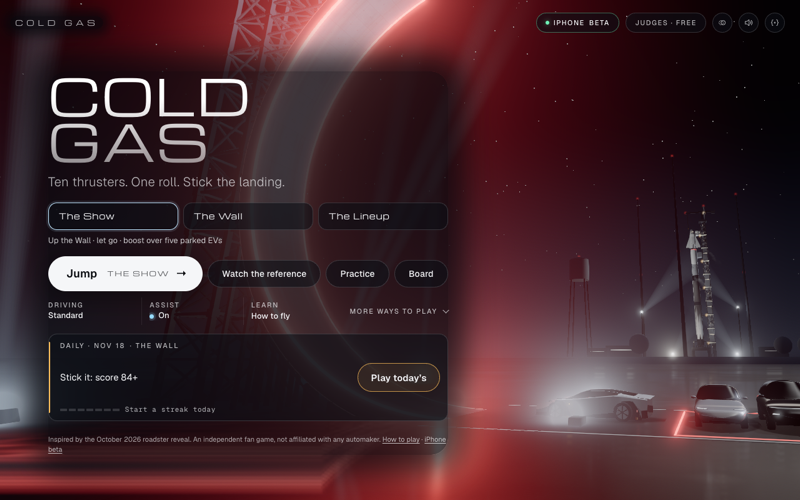 COLD GAS
IPHONE BETA
JUDGES · FREE
COLD
GAS
Ten thrusters. One roll. Stick the landing.
The Show
The Wall
The Lineup
Up the Wall · let go · boost over five parked EVs
Jump THE SHOW →
Watch the reference
Practice
Board
DRIVING
Standard
ASSIST
On
LEARN
How to fly
MORE WAYS TO PLAY
DAILY · NOV 18 · THE WALL
Stick it: score 84+
Play today's
Start a streak today
Inspired by the October 2026 roadster reveal. An independent fan game, not affiliated with any automaker. How to play · iPhone
beta